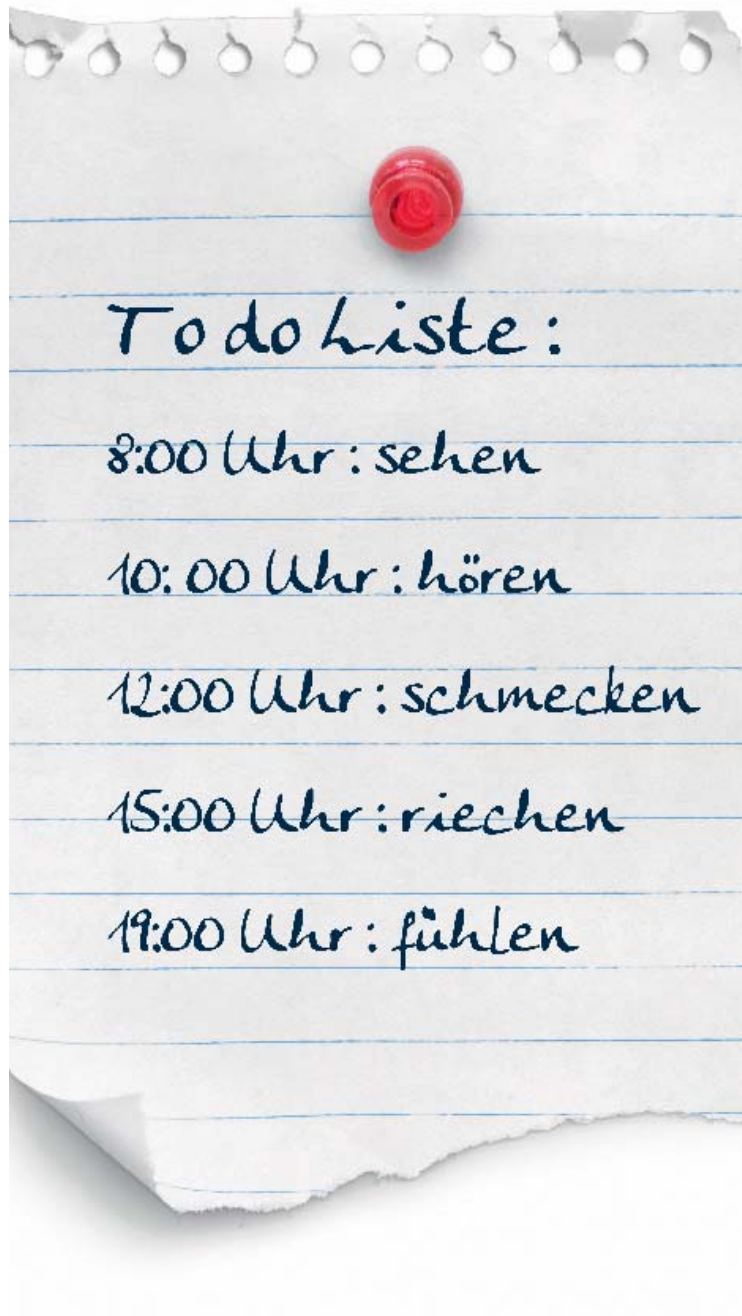 To do Liste:
8:00 Uhr: sehen
10:00 Uhr: hören
12:00 Uhr: schmecken
15:00 Uhr: riechen
19:00 Uhr: fühlen